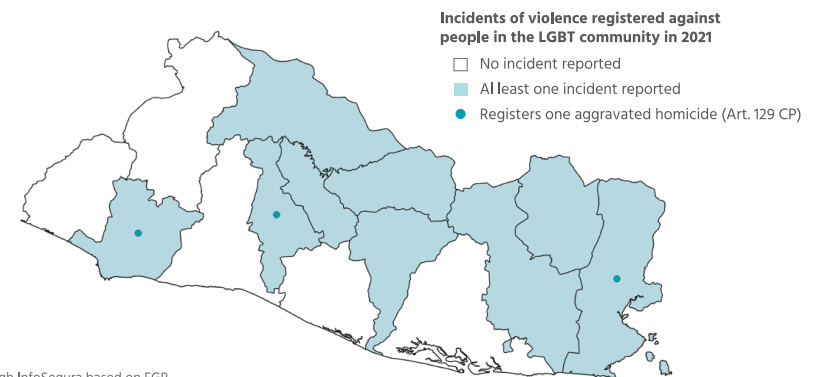 Incidents of violence registered against
people in the LGBT community in 2021
No incident reported
Al least one incident reported
Registers one aggravated homicide (Art. 129 CP)
InfoSegura based on FGR